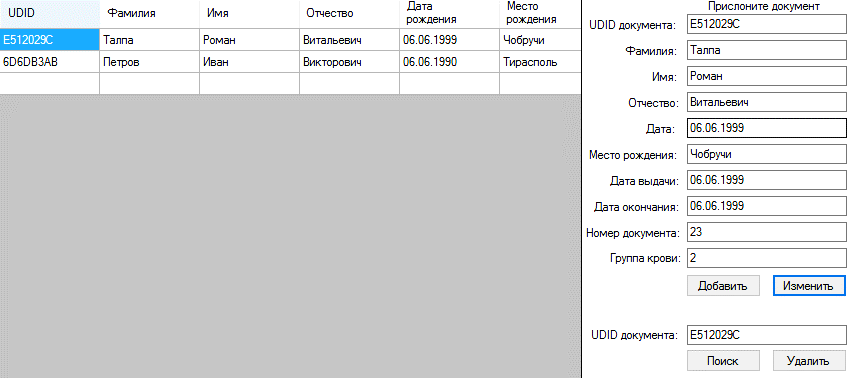 UDID Фамилия Имя Отчество Дата рождения Место рождения
E512029C Талпа Роман Витальевич 06.06.1999 Чобручи
6D6DB3AB Петров Иван Викторович 06.06.1990 Тирасполь
Прислоните документ
UDID документа: E512029C
Фамилия: Талпа
Имя: Роман
Отчество: Витальевич
Дата: 06.06.1999
Место рождения: Чобручи
Дата выдачи: 06.06.1999
Дата окончания: 06.06.1999
Номер документа: 23
Группа крови: 2
Добавить Изменить
UDID документа: E512029C
Поиск Удалить